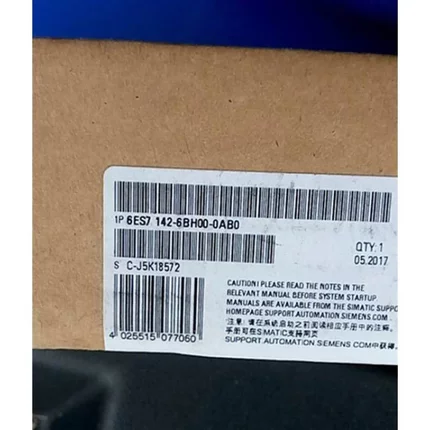 1P 6ES7 142-6BH00-0AB0
QTY: 1
S C-J5K18572
05.2017
CAUTION! PLEASE READ THE NOTES IN THE
RELEVANT MANUAL BEFORE SYSTEM STARTUP
MANUALS ARE AVAILABLE FROM THE SIMATIC SUPPO
HOMEPAGE SUPPORT.AUTOMATION.SIEMENS.COM
注意: 请在系统启动之前阅读相应手册中的注释。
手册可在SIMATIC支持网页
SUPPORT.AUTOMATION SIEMENS COM中获得。
4 025515 077060